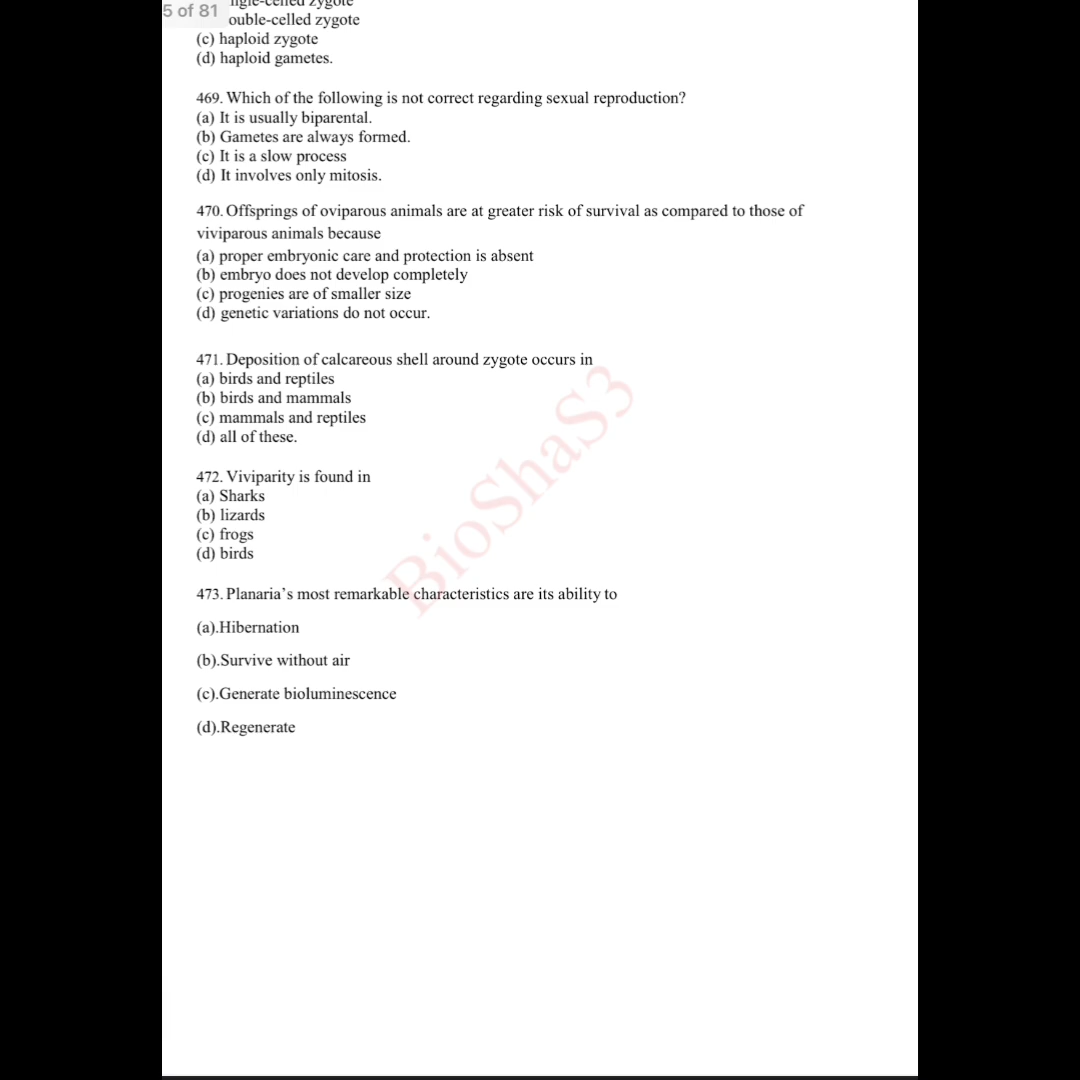 5 of 81
ouble-celled zygote
(c) haploid zygote
(d) haploid gametes.
469. Which of the following is not correct regarding sexual reproduction?
(a) It is usually biparental.
(b) Gametes are always formed.
(c) It is a slow process
(d) It involves only mitosis.
470. Offsprings of oviparous animals are at greater risk of survival as compared to those of
viviparous animals because
(a) proper embryonic care and protection is absent
(b) embryo does not develop completely
(c) progenies are of smaller size
(d) genetic variations do not occur.
471. Deposition of calcareous shell around zygote occurs in
(a) birds and reptiles
(b) birds and mammals
(c) mammals and reptiles
(d) all of these.
472. Viviparity is found in
(a) Sharks
(b) lizards
(c) frogs
(d) birds
473. Planaria’s most remarkable characteristics are its ability to
(a).Hibernation
(b).Survive without air
(c).Generate bioluminescence
(d).Regenerate
BioShaS3